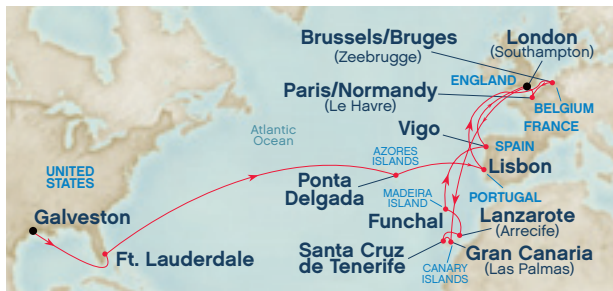 Brussels/Bruges
(Zeebrugge)
London
(Southampton)
ENGLAND
Paris/Normandy
(Le Havre)
BELGIUM
FRANCE
Vigo
SPAIN
Atlantic
Ocean
AZORES
ISLANDS
Lisbon
UNITED
STATES
Ponta
Delgada
MADEIRA
ISLAND
PORTUGAL
Galveston
Funchal
Lanzarote
(Arrecife)
Ft. Lauderdale
Santa Cruz
de Tenerife
CANARY
ISLANDS
Gran Canaria
(Las Palmas)